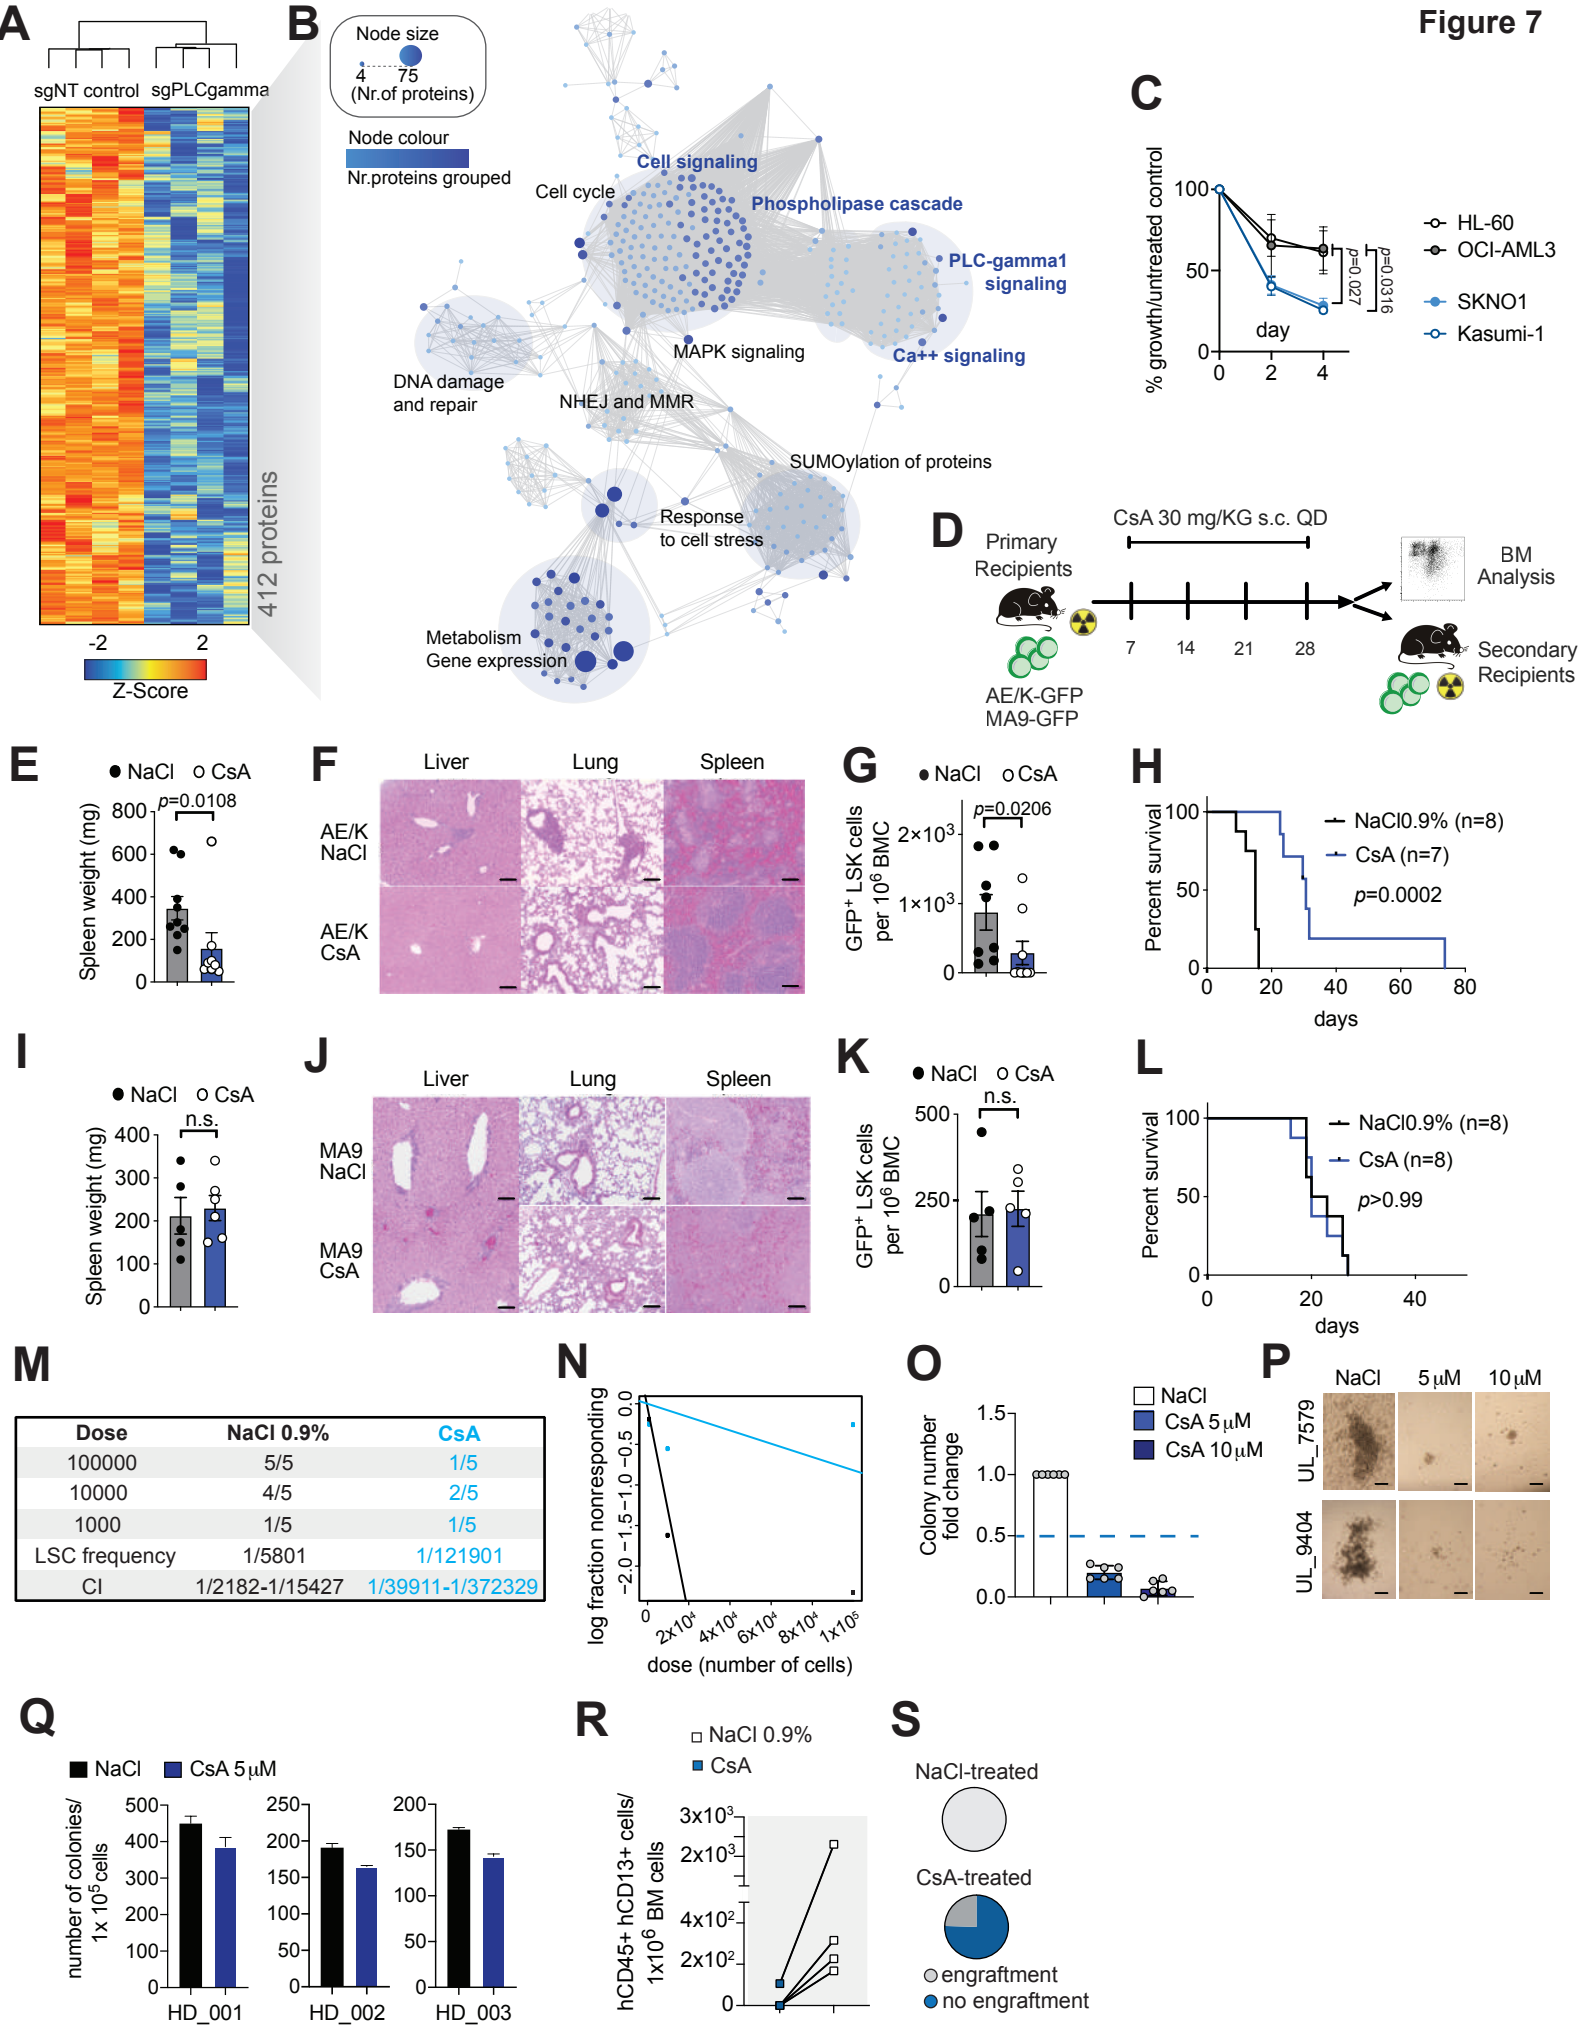 Figure 7
A
sgNT control
sgPLCgamma
412 proteins
-2
2
Z-Score
B
Node size
4
75
(Nr.of proteins)
Node colour
Nr.proteins grouped
Cell signaling
Cell cycle
Phospholipase cascade
PLC-gamma1
signaling
Ca++ signaling
MAPK signaling
DNA damage
and repair
NHEJ and MMR
SUMOylation of proteins
Response
to cell stress
Metabolism
Gene expression
C
% growth/untreated control
100
50
0
day
0
2
4
p=0.027
p=0.0316
HL-60
OCI-AML3
SKNO1
Kasumi-1
D
CsA 30 mg/KG s.c. QD
Primary
Recipients
7
14
21
28
AE/K-GFP
MA9-GFP
BM
Analysis
Secondary
Recipients
E
NaCl
CsA
p=0.0108
Spleen weight (mg)
800
600
400
200
0
F
Liver
Lung
Spleen
AE/K
NaCl
AE/K
CsA
G
NaCl
CsA
p=0.0206
GFP+ LSK cells
per 10⁶ BMC
2×10³
1×10³
0
H
Percent survival
100
50
0
0
20
40
60
80
days
NaCl0.9% (n=8)
CsA (n=7)
p=0.0002
I
NaCl
CsA
n.s.
Spleen weight (mg)
400
300
200
100
0
J
Liver
Lung
Spleen
MA9
NaCl
MA9
CsA
K
NaCl
CsA
n.s.
GFP+ LSK cells
per 10⁶ BMC
500
250
0
L
Percent survival
100
50
0
0
20
40
days
NaCl0.9% (n=8)
CsA (n=8)
p>0.99
M
Dose NaCl 0.9% CsA
100000 5/5 1/5
10000 4/5 2/5
1000 1/5 1/5
LSC frequency 1/5801 1/121901
CI 1/2182-1/15427 1/39911-1/372329
N
log fraction nonresponding
0.0
−0.5
−1.0
−1.5
−2.0
0
2x10⁴
4x10⁴
6x10⁴
8x10⁴
1x10⁵
dose (number of cells)
O
NaCl
CsA 5 μM
CsA 10 μM
Colony number
fold change
1.5
1.0
0.5
0.0
P
NaCl
5 μM
10 μM
UL_7579
UL_9404
Q
NaCl
CsA 5 μM
number of colonies/
1x 10⁵ cells
500
400
300
200
100
0
HD_001
250
200
150
100
50
0
HD_002
200
150
100
50
0
HD_003
R
NaCl 0.9%
CsA
hCD45+ hCD13+ cells/
1x10⁶ BM cells
3x10³
2x10³
4x10²
2x10²
0
S
NaCl-treated
CsA-treated
engraftment
no engraftment